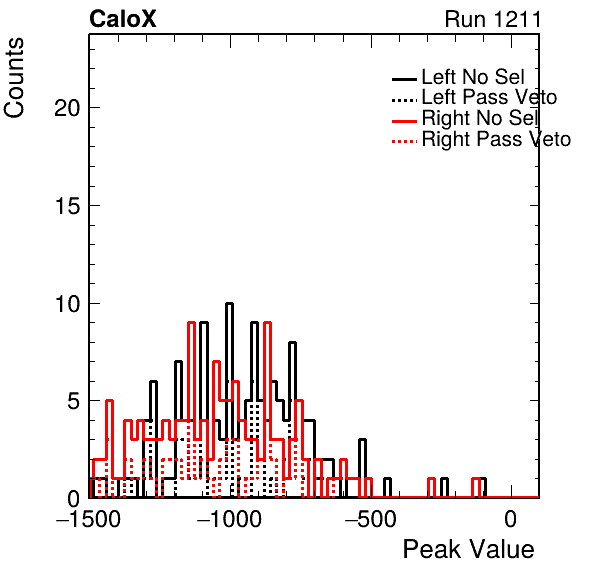 CaloX Run 1211
Counts
Left No Sel
Left Pass Veto
Right No Sel
Right Pass Veto
20
15
10
5
0
−1500 −1000 −500 0
Peak Value